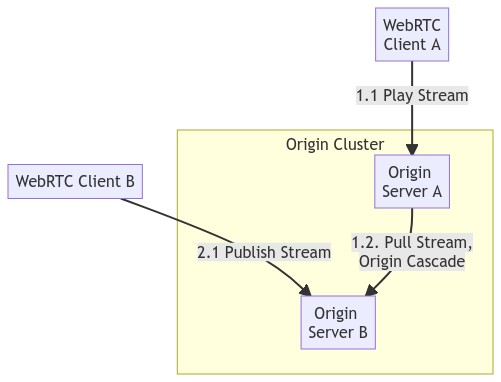 WebRTC
Client A
1.1 Play Stream
Origin Cluster
Origin
Server A
WebRTC Client B
2.1 Publish Stream
1.2. Pull Stream,
Origin Cascade
Origin
Server B